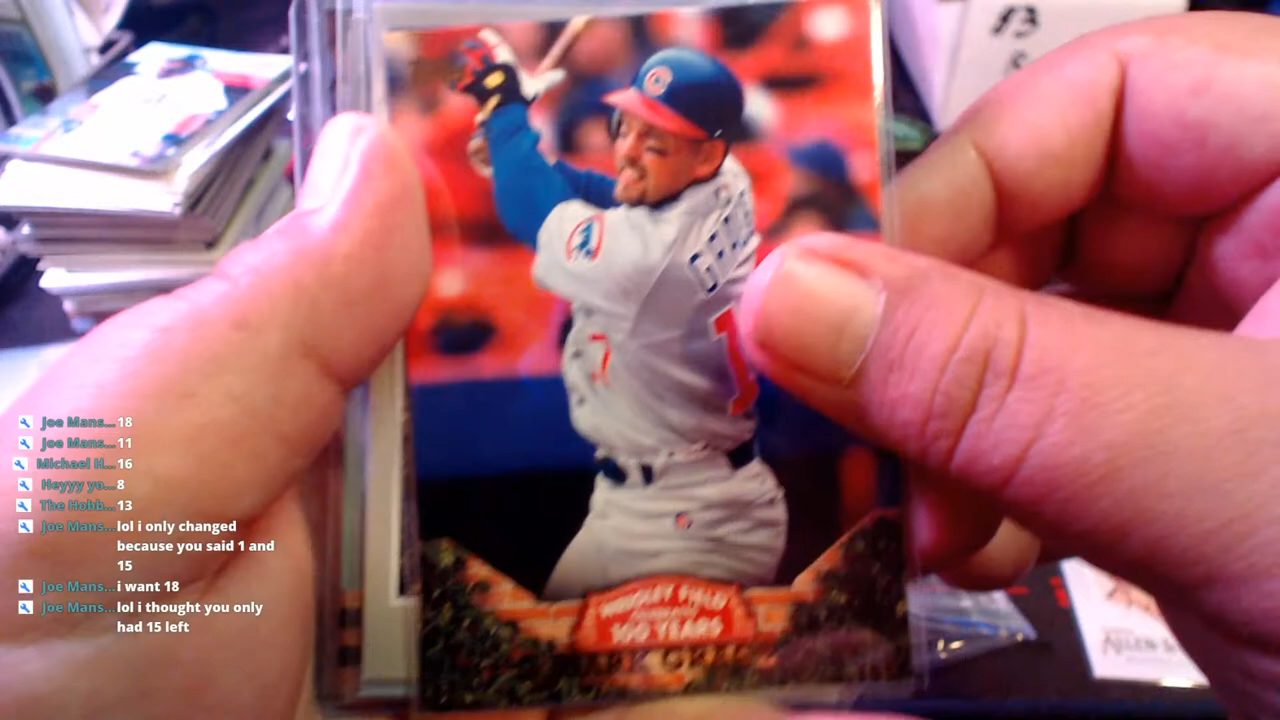 83
WRIGLEY FIELD
100 YEARS
Joe Mans... 18
Joe Mans... 11
Michael H... 16
Heyyy yo... 8
The Hobb... 13
Joe Mans... lol i only changed
because you said 1 and
15
Joe Mans... i want 18
Joe Mans... lol i thought you only
had 15 left